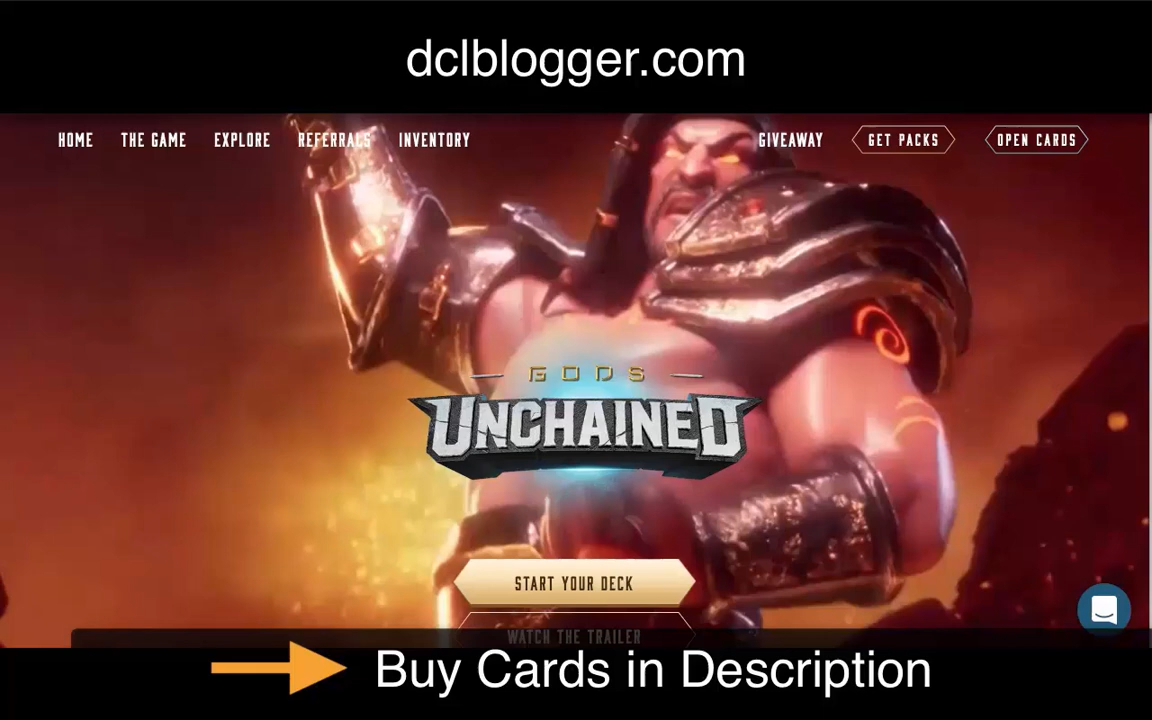 dclblogger.com
HOME THE GAME EXPLORE REFERRALS INVENTORY GIVEAWAY GET PACKS OPEN CARDS
GODS
UNCHAINED
START YOUR DECK
WATCH THE TRAILER
Buy Cards in Description